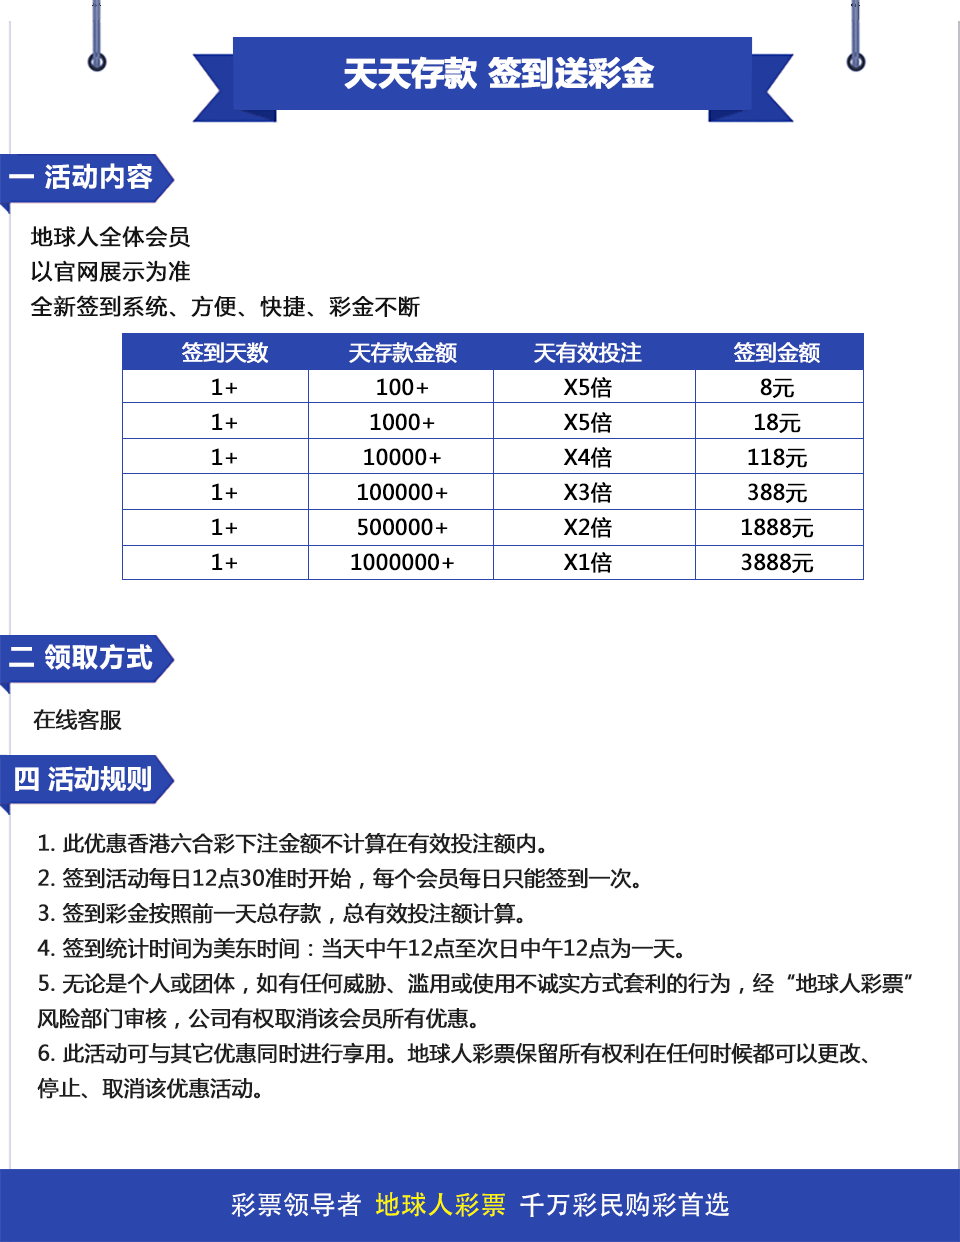 天天存款 签到送彩金
一 活动内容
地球人全体会员
以官网展示为准
全新签到系统、方便、快捷、彩金不断
签到天数 天存款金额 天有效投注 签到金额
1+ 100+ X5倍 8元
1+ 1000+ X5倍 18元
1+ 10000+ X4倍 118元
1+ 100000+ X3倍 388元
1+ 500000+ X2倍 1888元
1+ 1000000+ X1倍 3888元
二 领取方式
在线客服
四 活动规则
1. 此优惠香港六合彩下注金额不计算在有效投注额内。
2. 签到活动每日12点30准时开始，每个会员每日只能签到一次。
3. 签到彩金按照前一天总存款，总有效投注额计算。
4. 签到统计时间为美东时间：当天中午12点至次日中午12点为一天。
5. 无论是个人或团体，如有任何威胁、滥用或使用不诚实方式套利的行为，经“地球人彩票”
风险部门审核，公司有权取消该会员所有优惠。
6. 此活动可与其它优惠同时进行享用。地球人彩票保留所有权利在任何时候都可以更改、
停止、取消该优惠活动。
彩票领导者 地球人彩票 千万彩民购彩首选